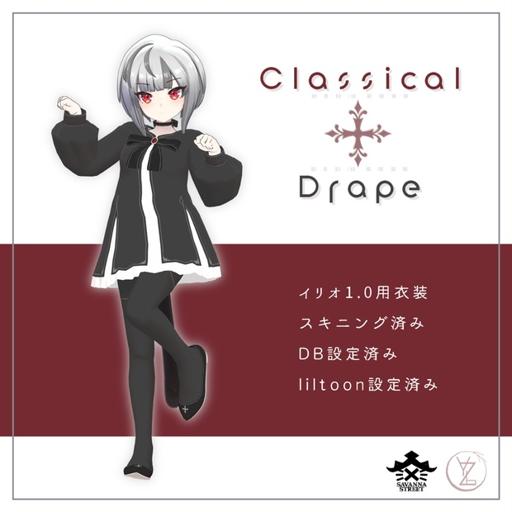 Classical
Drape
イリオ1.0用衣装
スキニング済み
DB設定済み
liltoon設定済み
SAVANNA
STREET